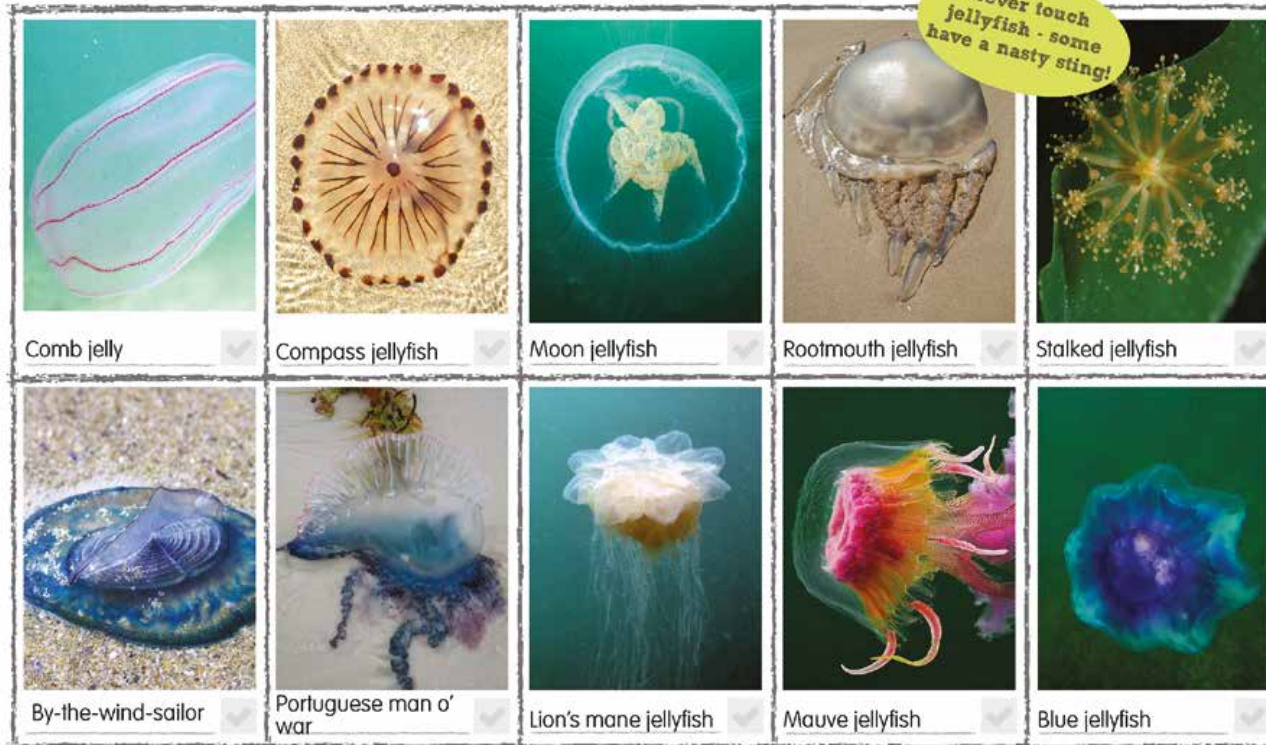 jellyfish - some
have a nasty sting!
touch
Comb jelly
Compass jellyfish
Moon jellyfish
Rootmouth jellyfish
Stalked jellyfish
By-the-wind-sailor
Portuguese man o'
war
Lion's mane jellyfish
Mauve jellyfish
Blue jellyfish